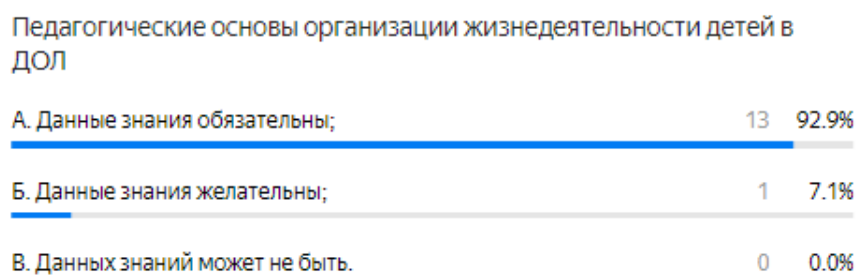 Педагогические основы организации жизнедеятельности детей в
ДОЛ
А. Данные знания обязательны; 13 92.9%
Б. Данные знания желательны; 1 7.1%
В. Данных знаний может не быть. 0 0.0%